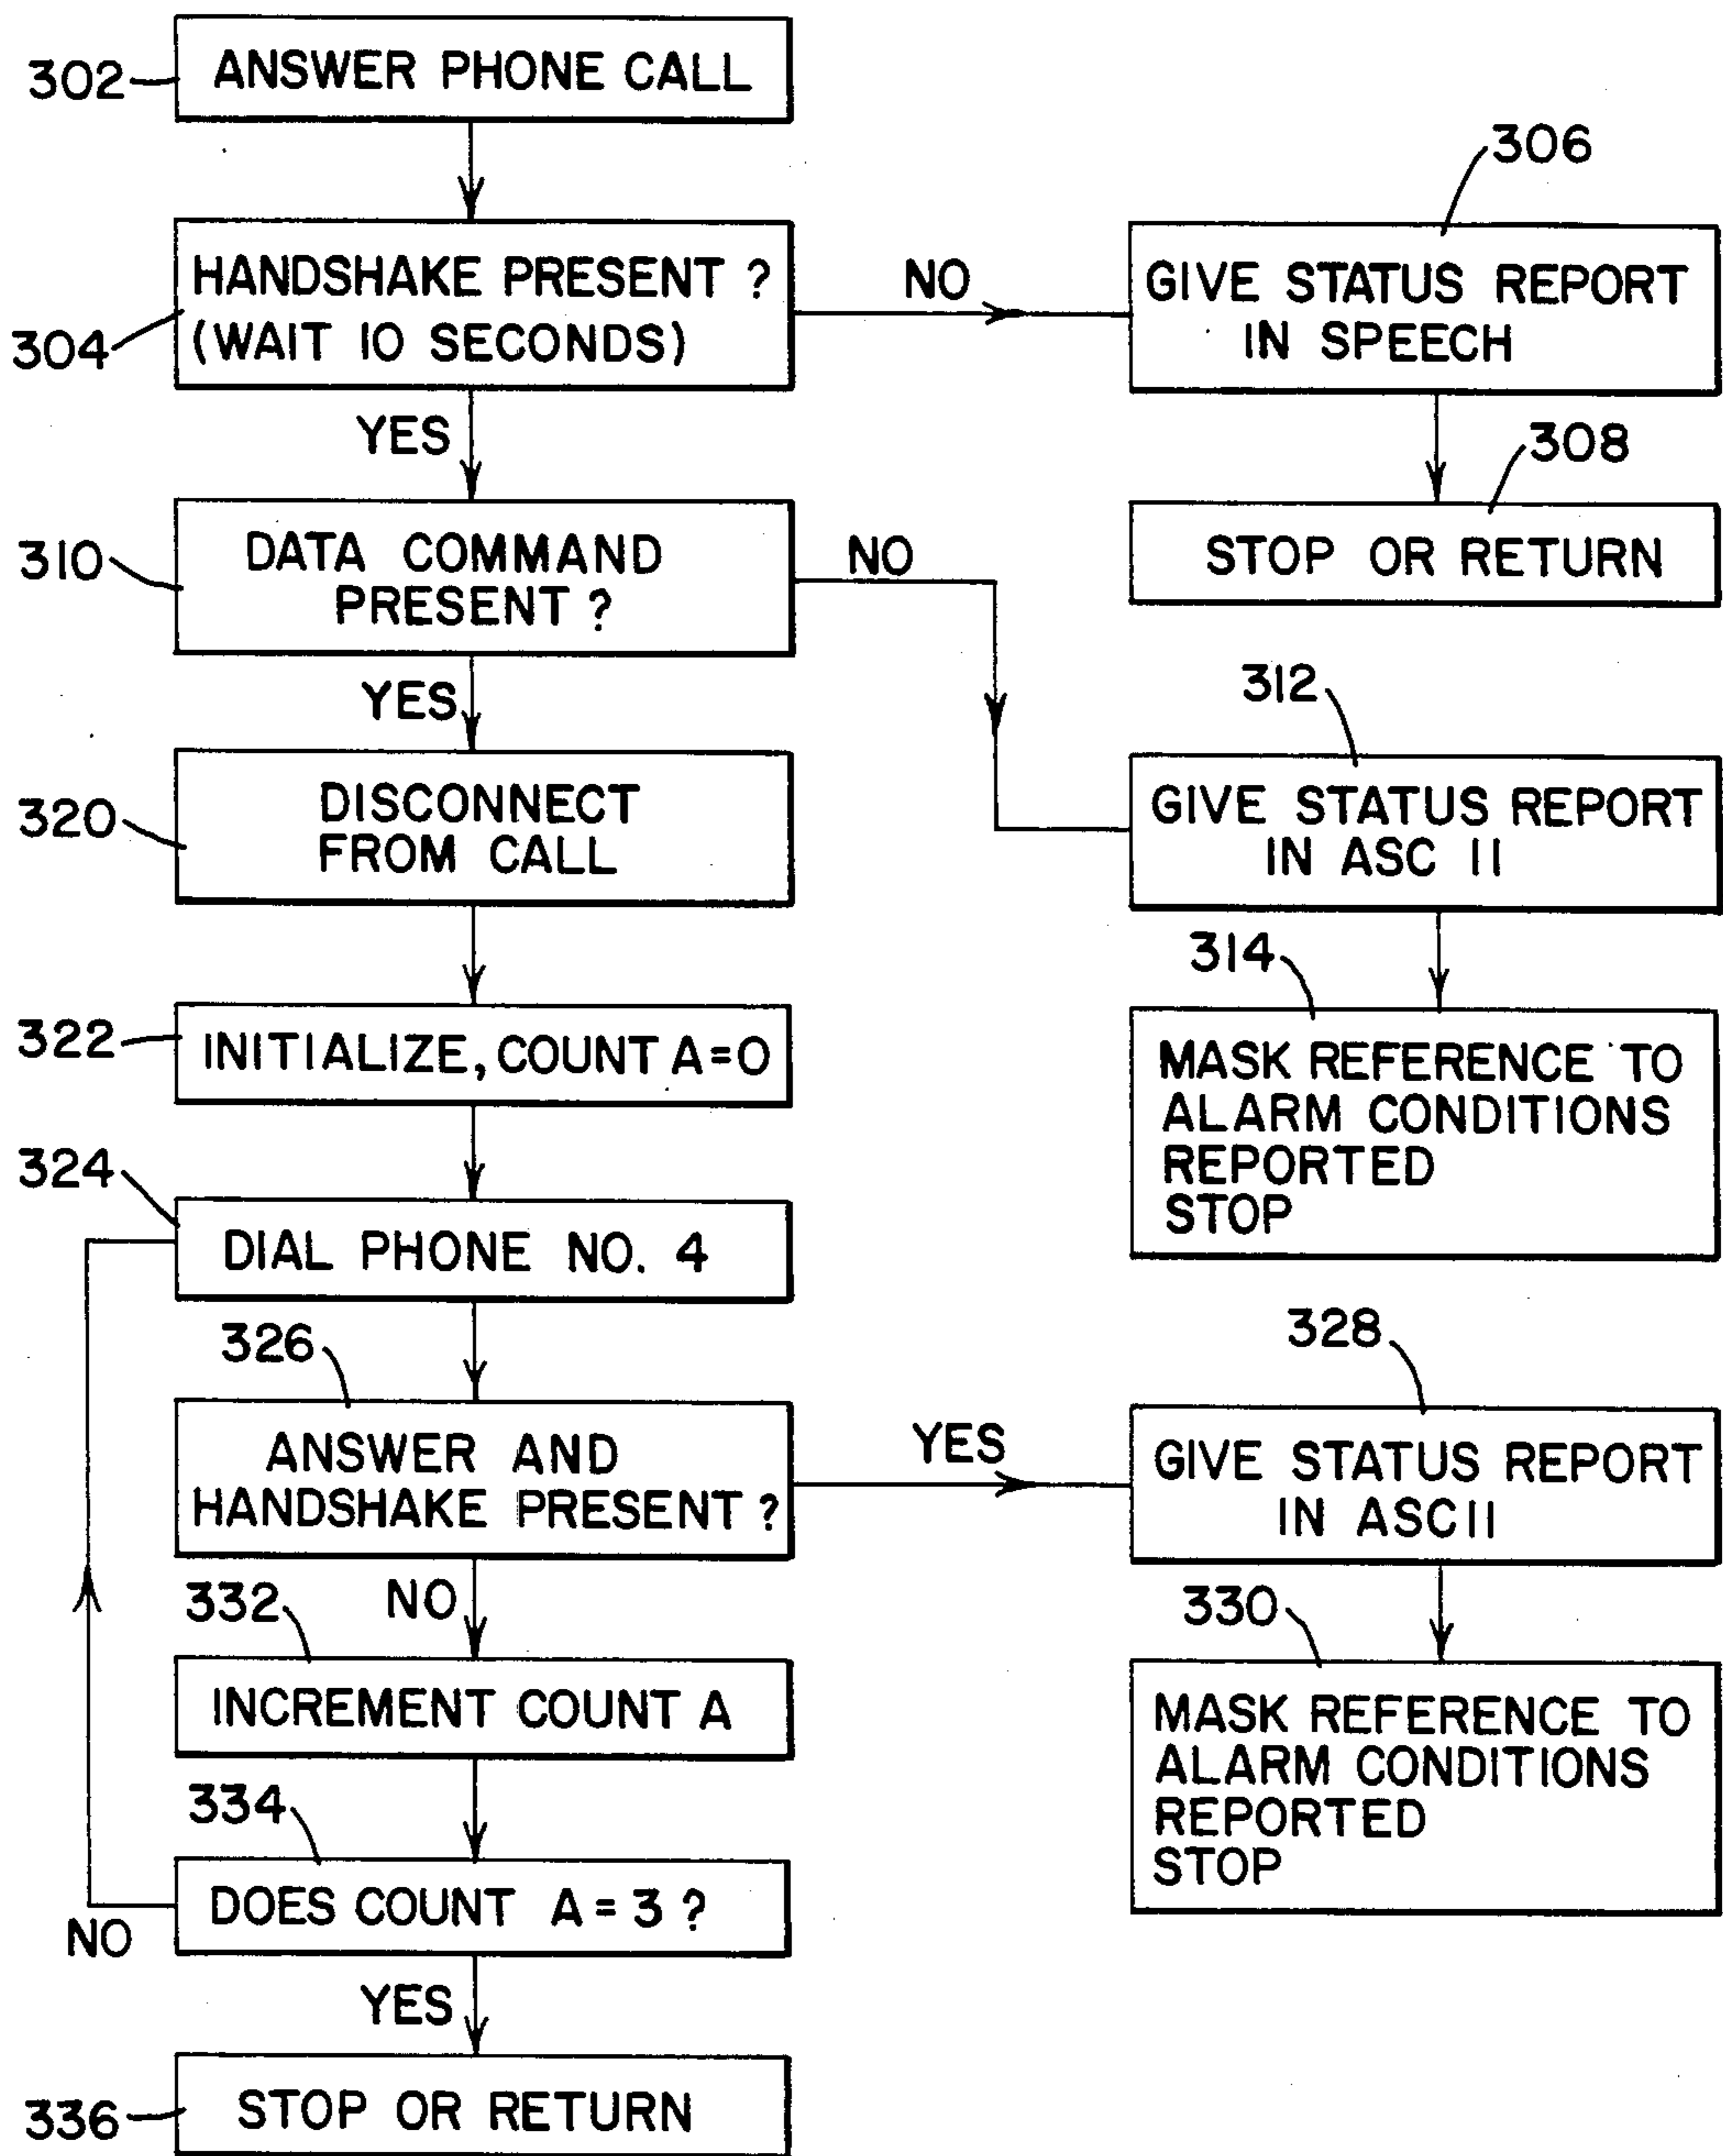 302
ANSWER PHONE CALL
304
HANDSHAKE PRESENT ?
(WAIT 10 SECONDS)
NO
306
GIVE STATUS REPORT
IN SPEECH
308
STOP OR RETURN
YES
310
DATA COMMAND
PRESENT ?
NO
312
GIVE STATUS REPORT
IN ASC II
314
MASK REFERENCE TO
ALARM CONDITIONS
REPORTED
STOP
YES
320
DISCONNECT
FROM CALL
322
INITIALIZE, COUNT A=0
324
DIAL PHONE NO. 4
326
ANSWER AND
HANDSHAKE PRESENT ?
YES
328
GIVE STATUS REPORT
IN ASCII
330
MASK REFERENCE TO
ALARM CONDITIONS
REPORTED
STOP
NO
332
INCREMENT COUNT A
334
DOES COUNT A = 3 ?
NO
YES
336
STOP OR RETURN